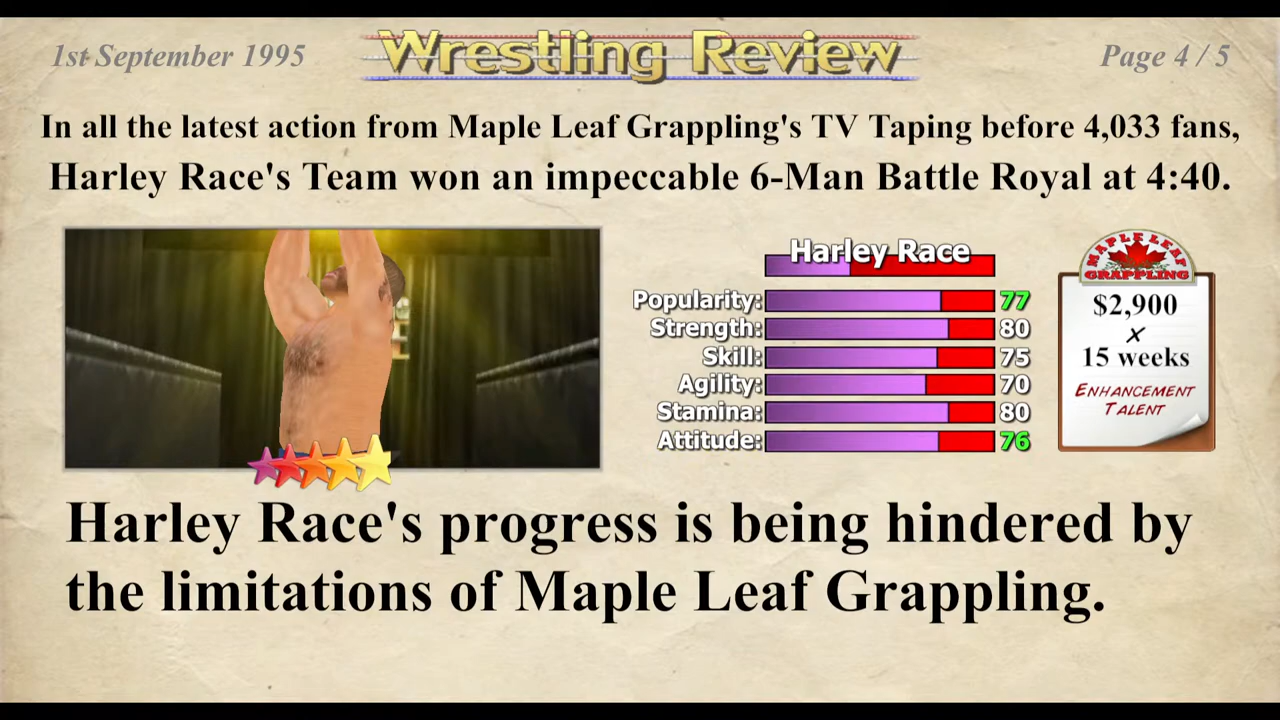 1st September 1995
Wrestling Review
Page 4 / 5
In all the latest action from Maple Leaf Grappling's TV Taping before 4,033 fans,
Harley Race's Team won an impeccable 6-Man Battle Royal at 4:40.
Harley Race
Popularity: 77
Strength: 80
Skill: 75
Agility: 70
Stamina: 80
Attitude: 76
MAPLE LEAF
GRAPPLING
$2,900
x
15 weeks
ENHANCEMENT
TALENT
Harley Race's progress is being hindered by
the limitations of Maple Leaf Grappling.